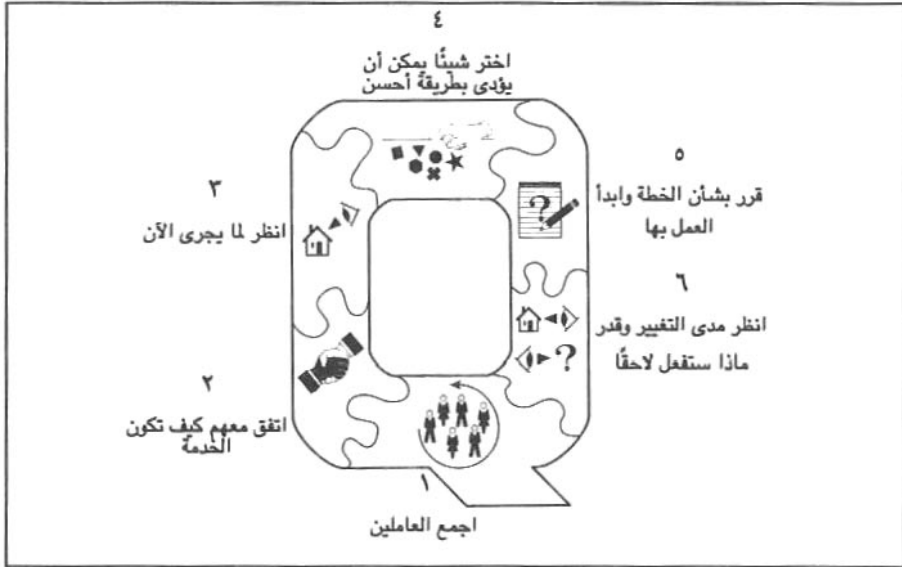 ٤
اختر شيئًا يمكن أن
يؤدى بطريقة أحسن
٥
قرر بشأن الخطة وابدأ
العمل بها
٣
انظر لما يجرى الآن
٦
انظر مدى التغيير وقدر
ماذا ستفعل لاحقًا
٢
اتفق معهم كيف تكون
الخدمة
١
اجمع العاملين